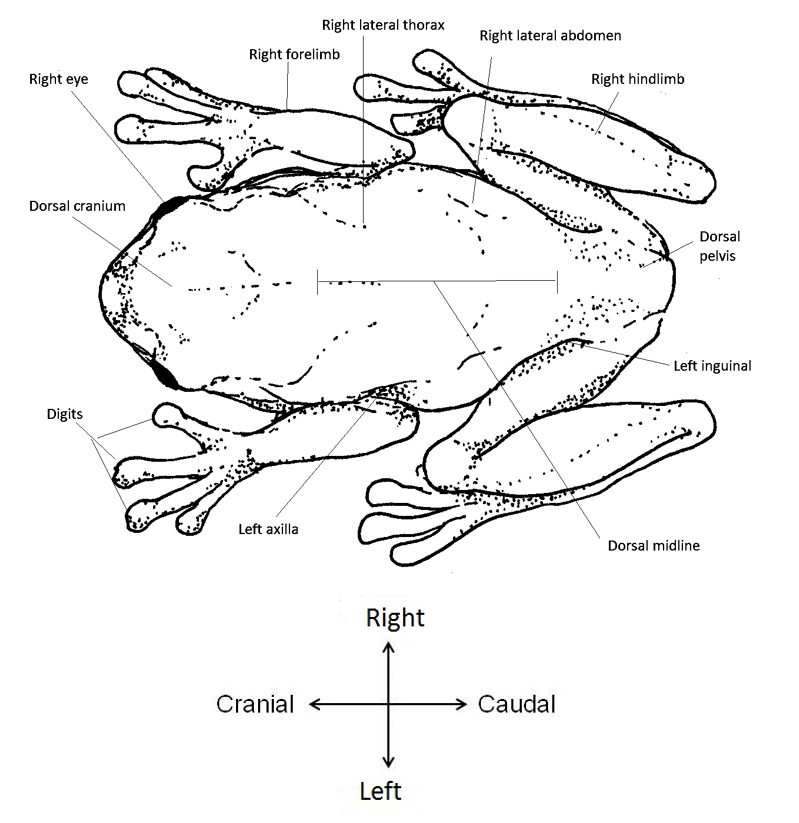 Right lateral thorax
Right lateral abdomen
Right forelimb
Right eye
Right hindlimb
Dorsal cranium
Dorsal
pelvis
Left inguinal
Digits
Left axilla
Dorsal midline
Right
Cranial
Caudal
Left